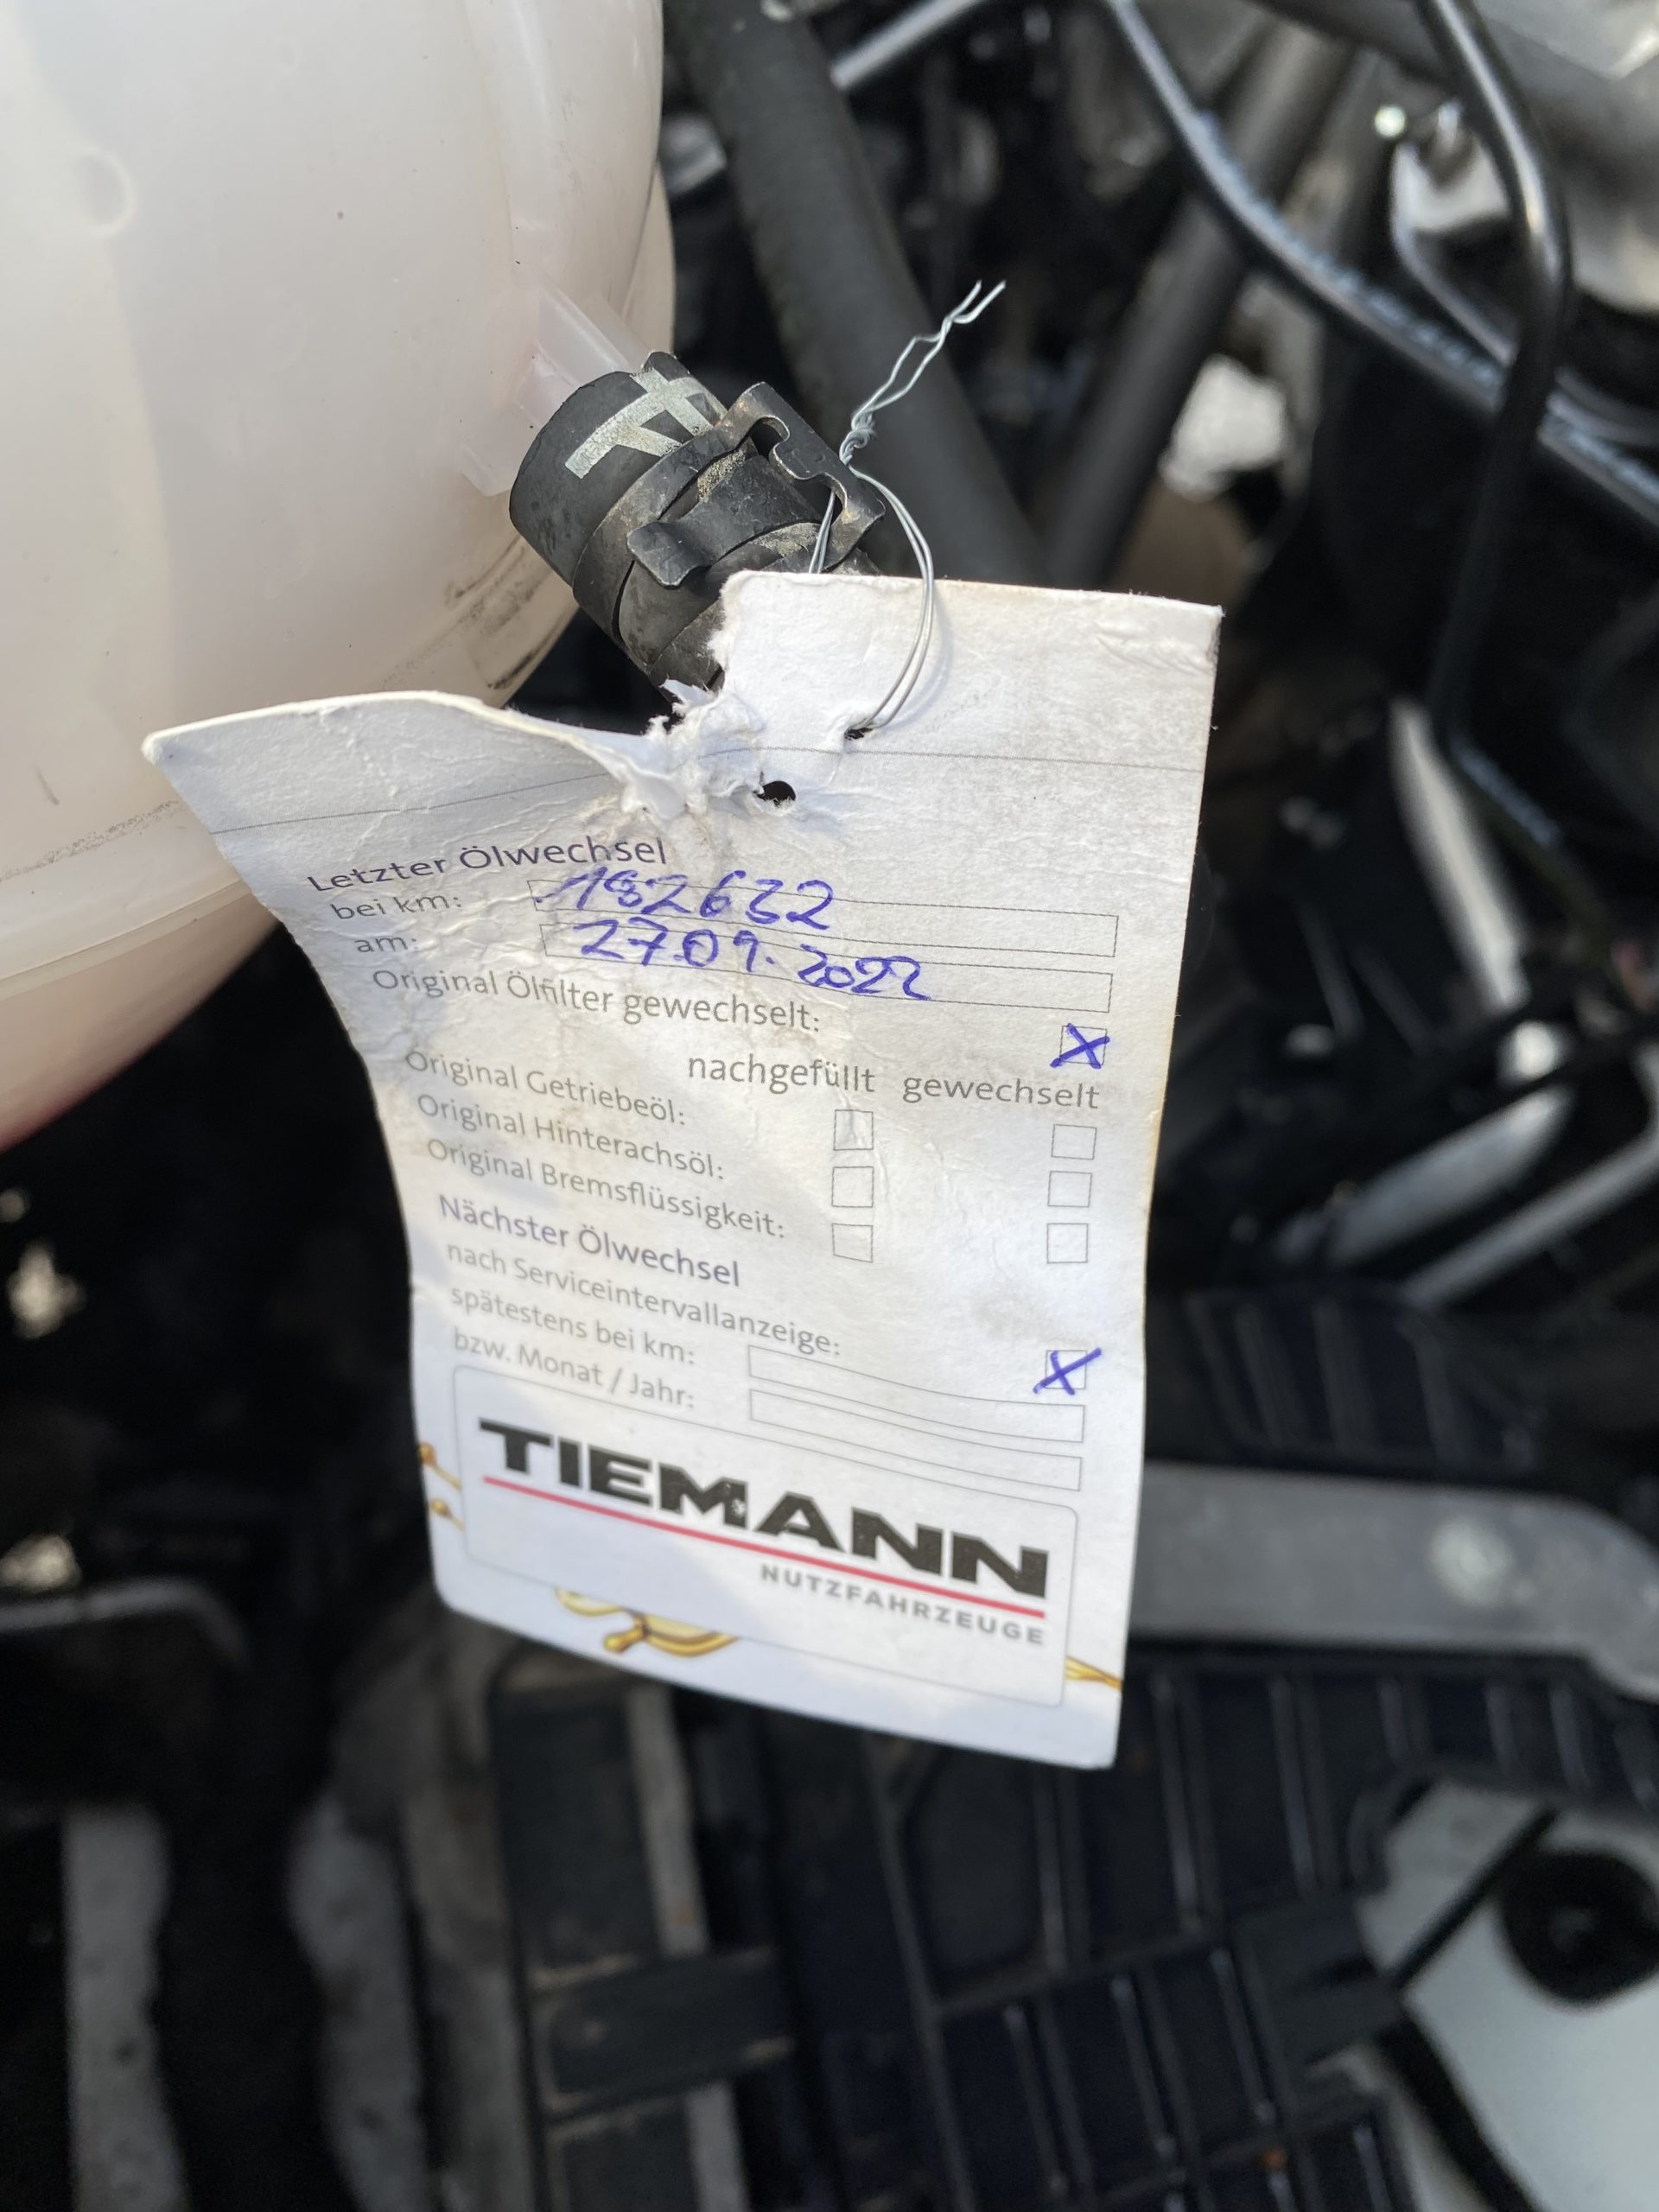 Letzter Ölwechsel
bei km: 182632
am: 27.09.2022
Original Ölfilter gewechselt: X
nachgefüllt gewechselt
Original Getriebeöl:
Original Hinterachsöl:
Original Bremsflüssigkeit:
Nächster Ölwechsel
nach Serviceintervallanzeige: X
spätestens bei km:
bzw. Monat / Jahr:
TIEMANN
NUTZFAHRZEUGE